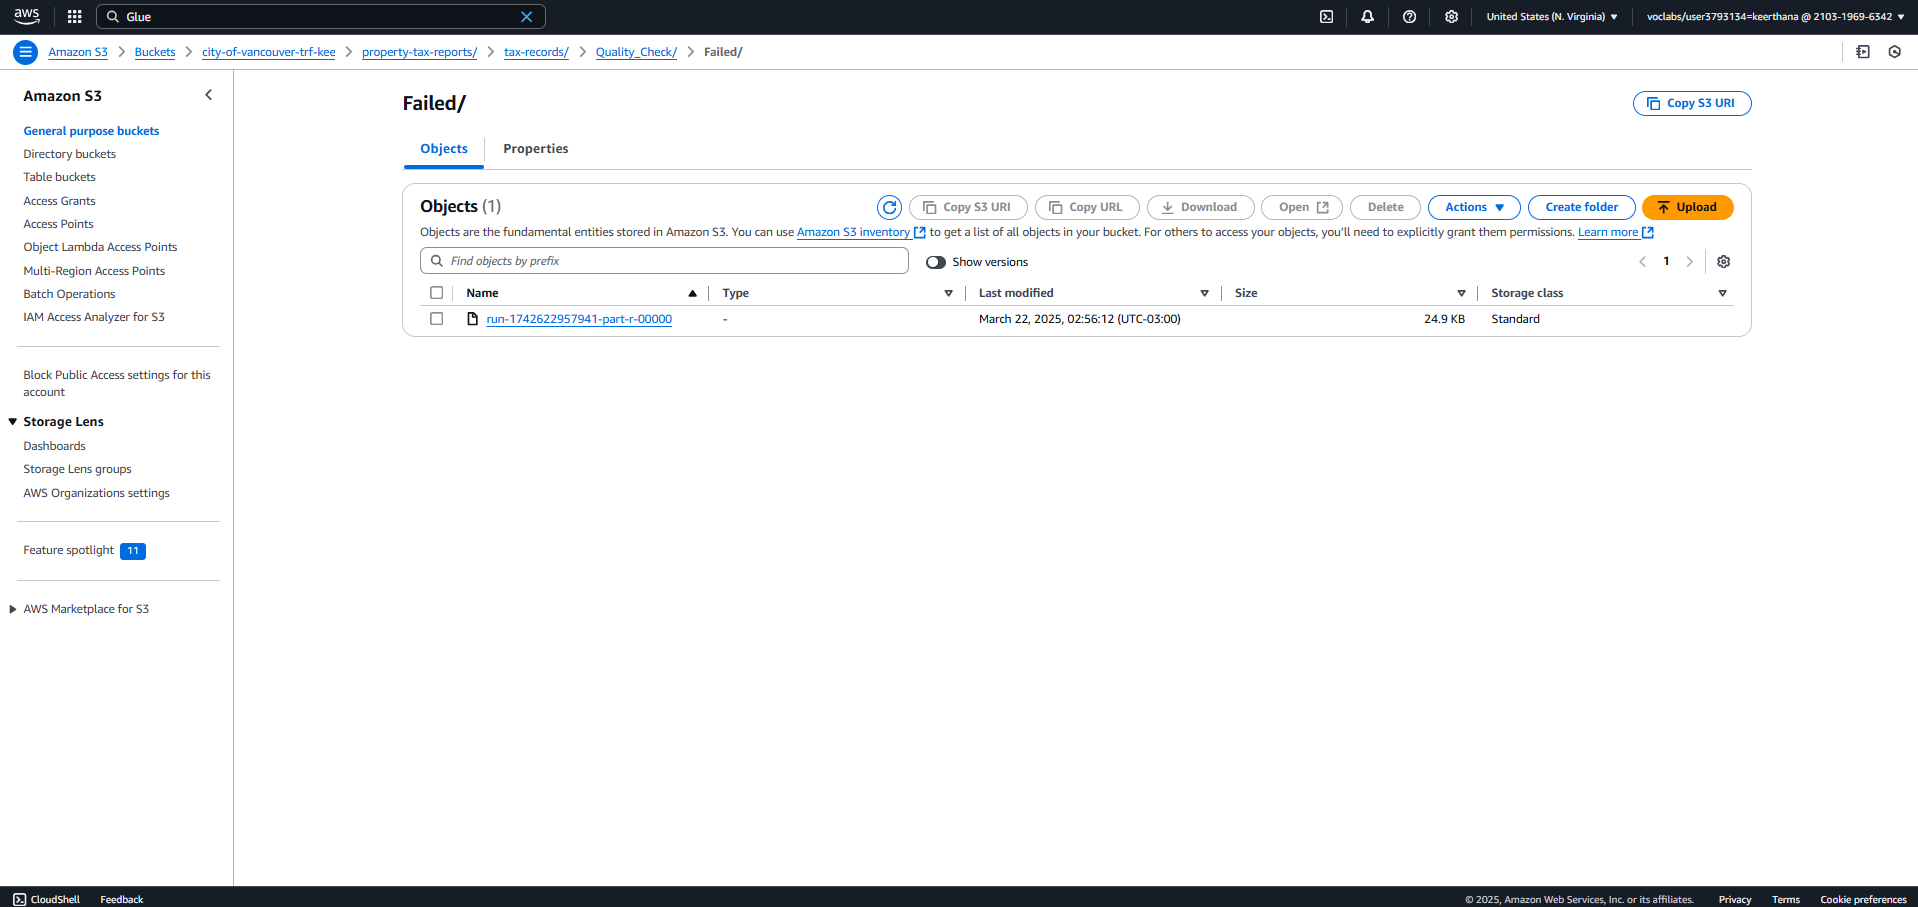 aws
Glue
United States (N. Virginia)
voclabs/user3793134=keerthana @ 2103-1969-6342
Amazon S3
Buckets
city-of-vancouver-trf-kee
property-tax-reports/
tax-records/
Quality_Check/
Failed/
Amazon S3
General purpose buckets
Directory buckets
Table buckets
Access Grants
Access Points
Object Lambda Access Points
Multi-Region Access Points
Batch Operations
IAM Access Analyzer for S3
Block Public Access settings for this
account
Storage Lens
Dashboards
Storage Lens groups
AWS Organizations settings
Feature spotlight 11
AWS Marketplace for S3
Failed/
Copy S3 URI
Objects
Properties
Objects (1)
Copy S3 URI
Copy URL
Download
Open
Delete
Actions
Create folder
Upload
Objects are the fundamental entities stored in Amazon S3. You can use Amazon S3 inventory to get a list of all objects in your bucket. For others to access your objects, you'll need to explicitly grant them permissions. Learn more
Find objects by prefix
Show versions
1
Name Type Last modified Size Storage class
run-1742622957941-part-r-00000 - March 22, 2025, 02:56:12 (UTC-03:00) 24.9 KB Standard
CloudShell Feedback
© 2025, Amazon Web Services, Inc. or its affiliates. Privacy Terms Cookie preferences